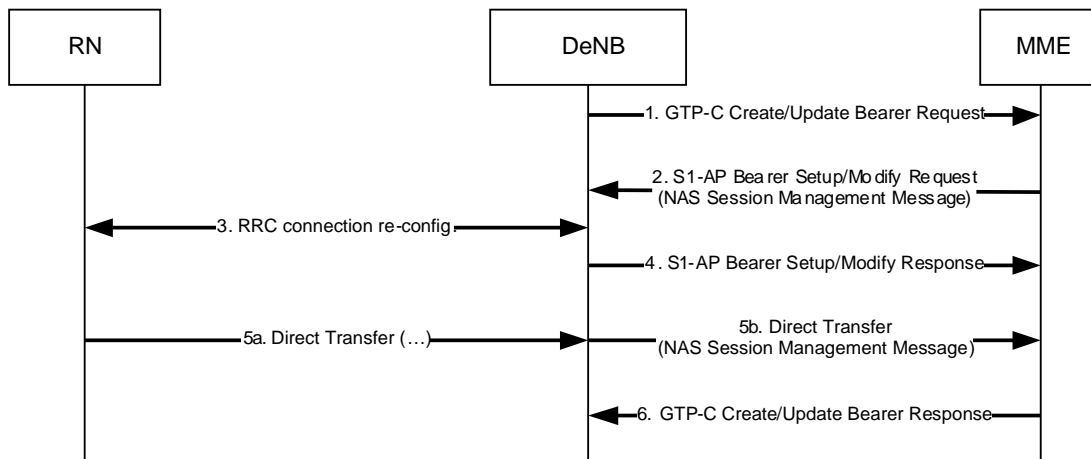 RN
DeNB
MME
1. GTP-C Create/Update Bearer Request
2. S1-AP Bearer Setup/Modify Request
(NAS Session Management Message)
3. RRC connection re-config.
4. S1-AP Bearer Setup/Modify Response
5a. Direct Transfer (…)
5b. Direct Transfer
(NAS Session Management Message)
6. GTP-C Create/Update Bearer Response